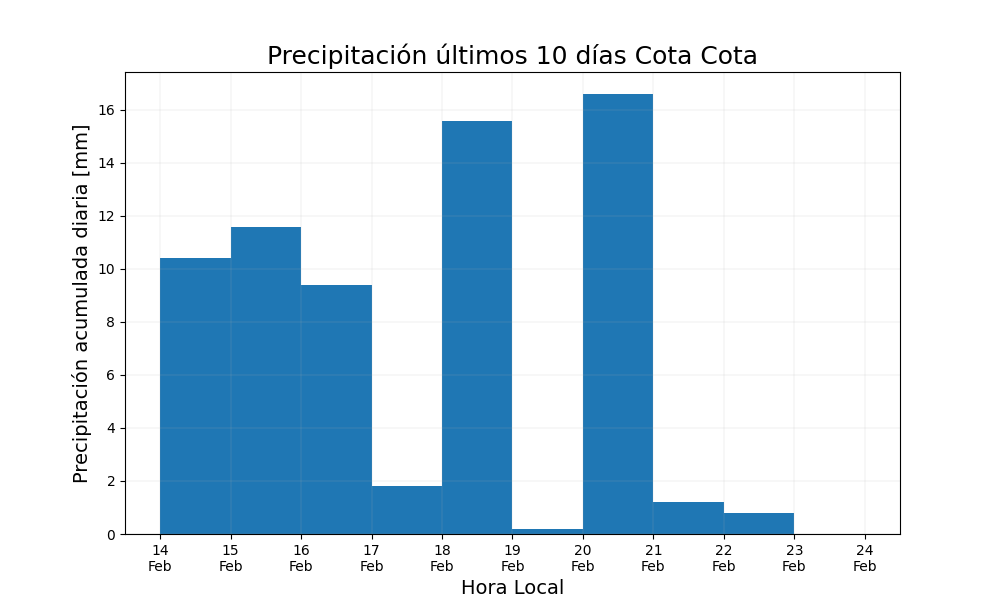 Precipitación últimos 10 días Cota Cota
Precipitación acumulada diaria [mm]
16
14
12
10
8
6
4
2
0
14 15 16 17 18 19 20 21 22 23 24
Feb Feb Feb Feb Feb Feb Feb Feb Feb Feb Feb
Hora Local